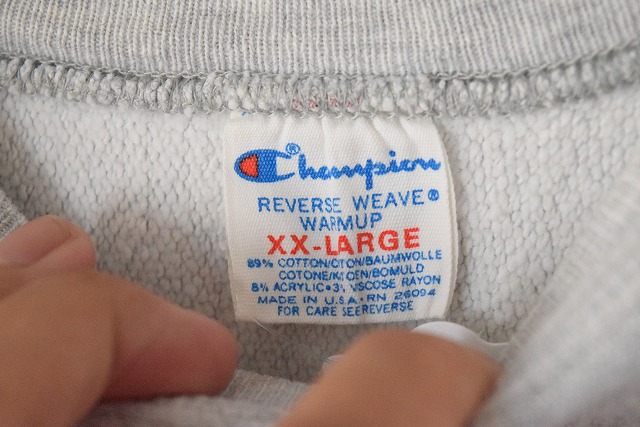 Champion®
REVERSE WEAVE®
WARMUP
XX-LARGE
89% COTTON/COTON/BAUMWOLLE
COTONE/KATOEN/BOMULD
8% ACRYLIC•3% VISCOSE RAYON
MADE IN U.S.A • RN 26094
FOR CARE SEE REVERSE